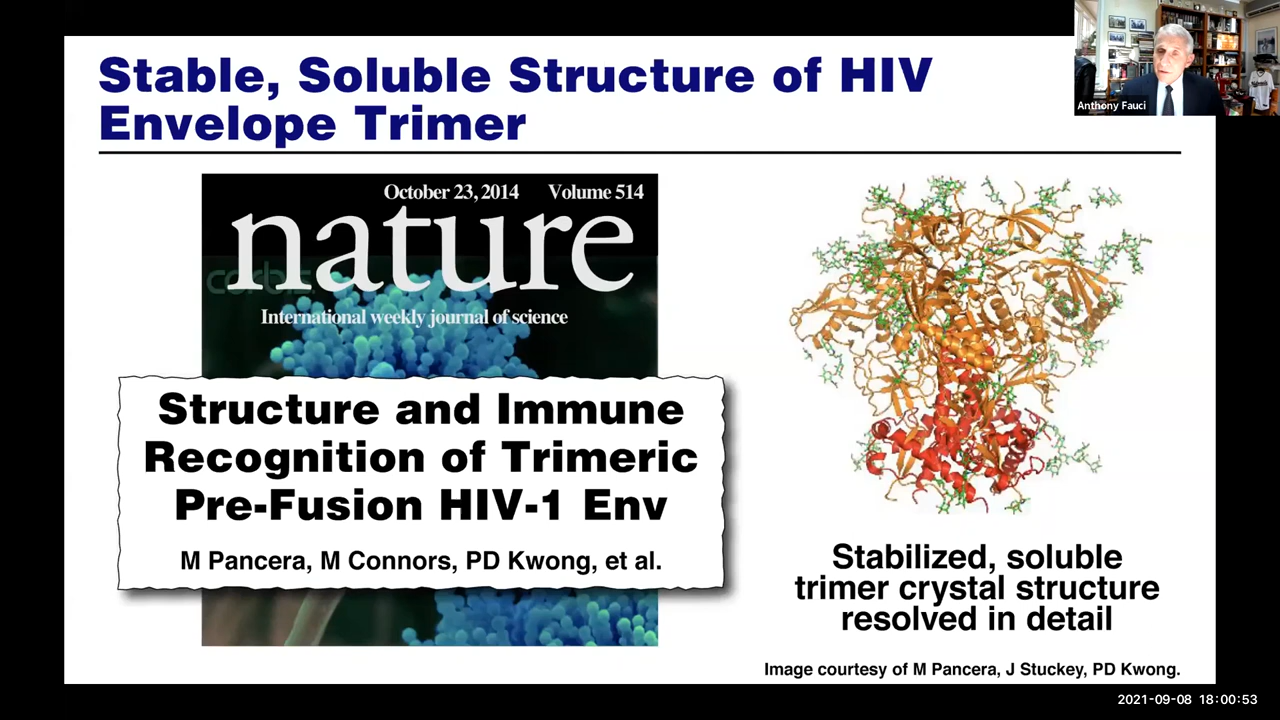 Stable, Soluble Structure of HIV
Envelope Trimer
Anthony Fauci
October 23, 2014 Volume 514
nature
International weekly journal of science
Structure and Immune
Recognition of Trimeric
Pre-Fusion HIV-1 Env
M Pancera, M Connors, PD Kwong, et al.
Stabilized, soluble
trimer crystal structure
resolved in detail
Image courtesy of M Pancera, J Stuckey, PD Kwong.
2021-09-08 18:00:53